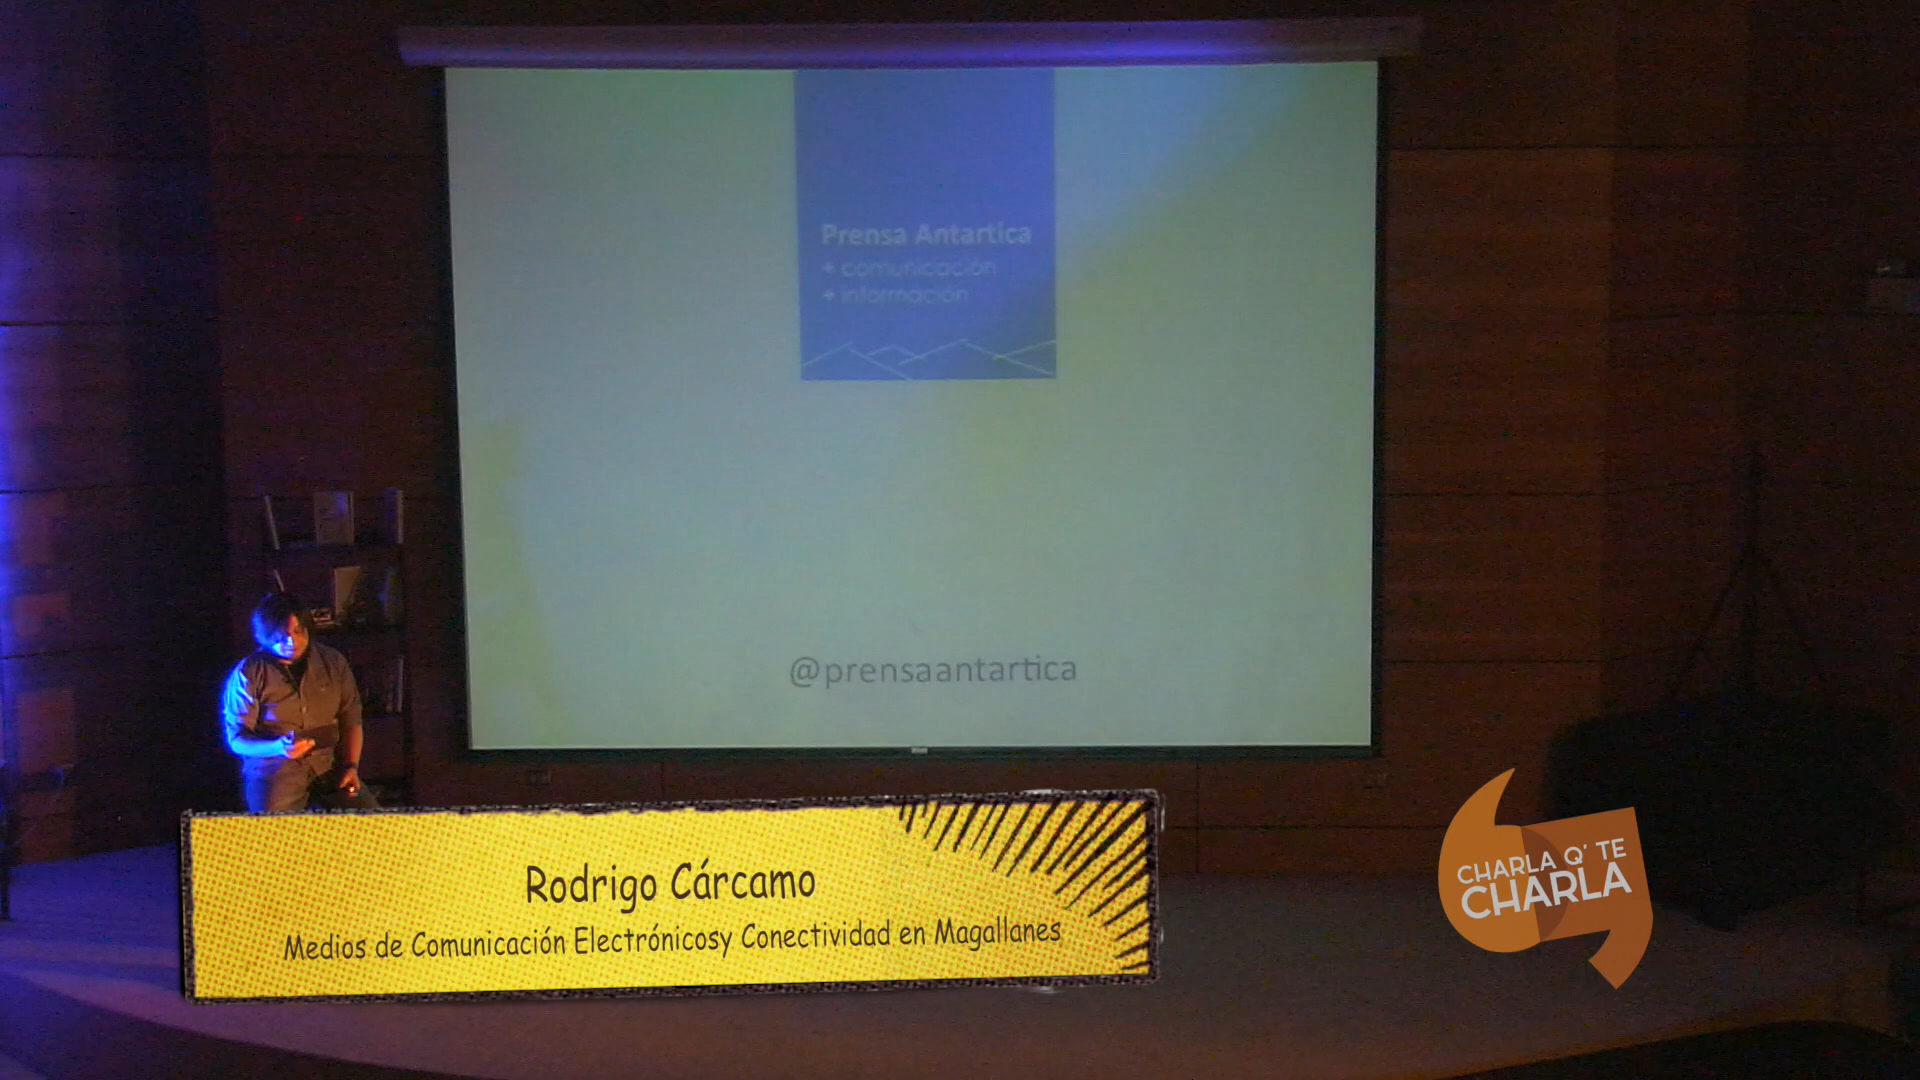 Prensa Antartica
+ comunicación
+ información
@prensaantartica
Rodrigo Cárcamo
Medios de Comunicación Electrónicosy Conectividad en Magallanes
CHARLA Q' TE
CHARLA